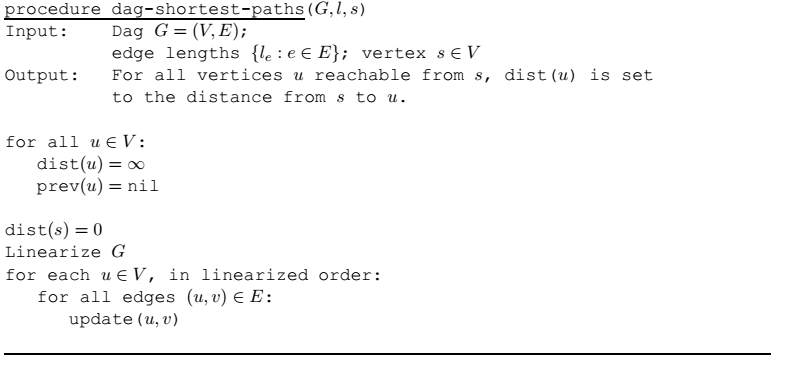 procedure dag-shortest-paths(G, l, s)
Input: Dag G = (V, E);
edge lengths {lₑ : e ∈ E}; vertex s ∈ V
Output: For all vertices u reachable from s, dist(u) is set
to the distance from s to u.
for all u ∈ V:
dist(u) = ∞
prev(u) = nil
dist(s) = 0
Linearize G
for each u ∈ V, in linearized order:
for all edges (u, v) ∈ E:
update(u, v)